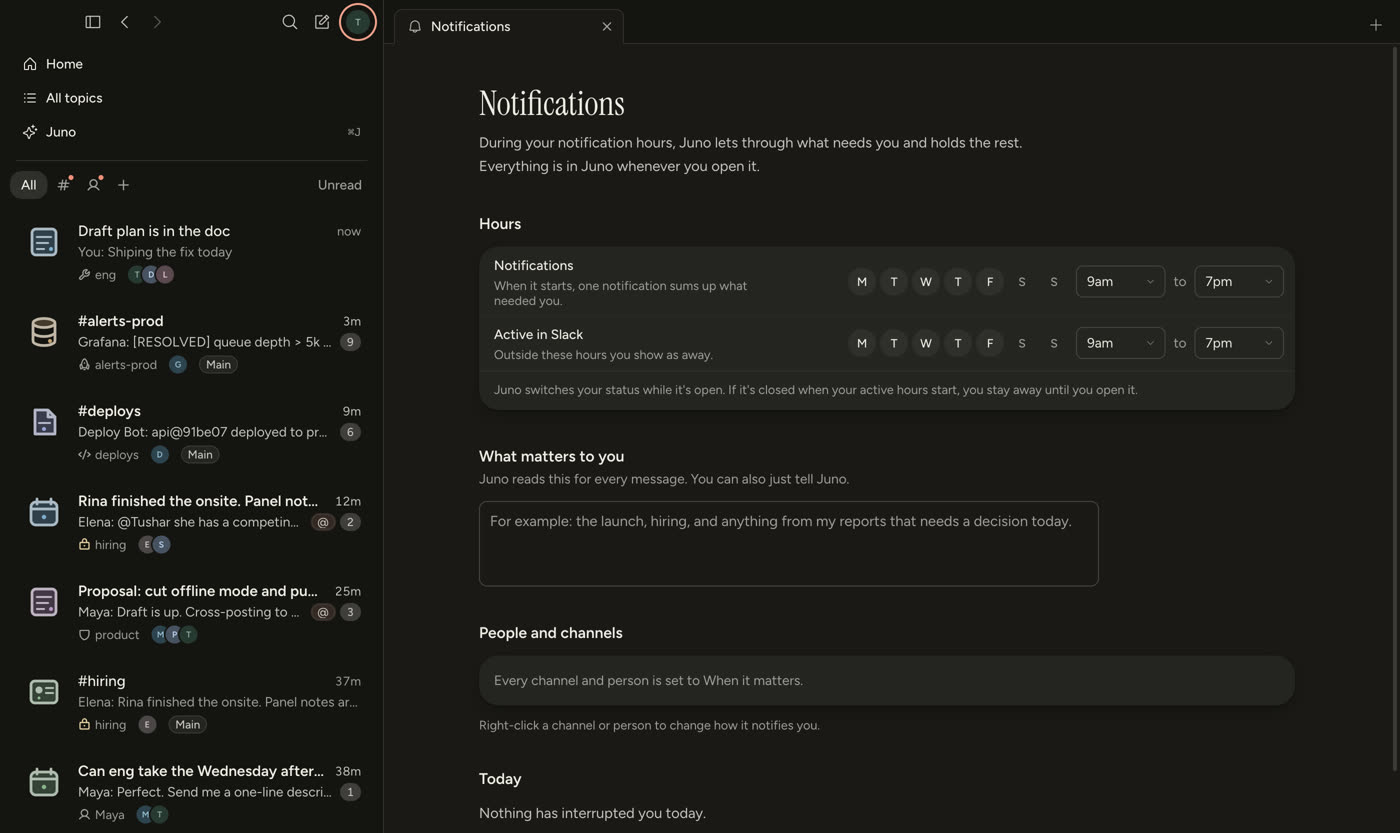 T
Home
All topics
Juno ⌘J
All # + Unread
Draft plan is in the doc now
You: Shiping the fix today
eng T D L
#alerts-prod 3m
Grafana: [RESOLVED] queue depth > 5k ... 9
alerts-prod G Main
#deploys 9m
Deploy Bot: api@91be07 deployed to pr... 6
deploys D Main
Rina finished the onsite. Panel not... 12m
Elena: @Tushar she has a competin... @ 2
hiring E S
Proposal: cut offline mode and pu... 25m
Maya: Draft is up. Cross-posting to ... @ 3
product M P T
#hiring 37m
Elena: Rina finished the onsite. Panel notes ar...
hiring E Main
Can eng take the Wednesday after... 38m
Maya: Perfect. Send me a one-line descri... 1
Maya M T
Notifications
Notifications
During your notification hours, Juno lets through what needs you and holds the rest.
Everything is in Juno whenever you open it.
Hours
Notifications
When it starts, one notification sums up what
needed you.
M T W T F S S 9am to 7pm
Active in Slack
Outside these hours you show as away.
M T W T F S S 9am to 7pm
Juno switches your status while it's open. If it's closed when your active hours start, you stay away until you open it.
What matters to you
Juno reads this for every message. You can also just tell Juno.
For example: the launch, hiring, and anything from my reports that needs a decision today.
People and channels
Every channel and person is set to When it matters.
Right-click a channel or person to change how it notifies you.
Today
Nothing has interrupted you today.